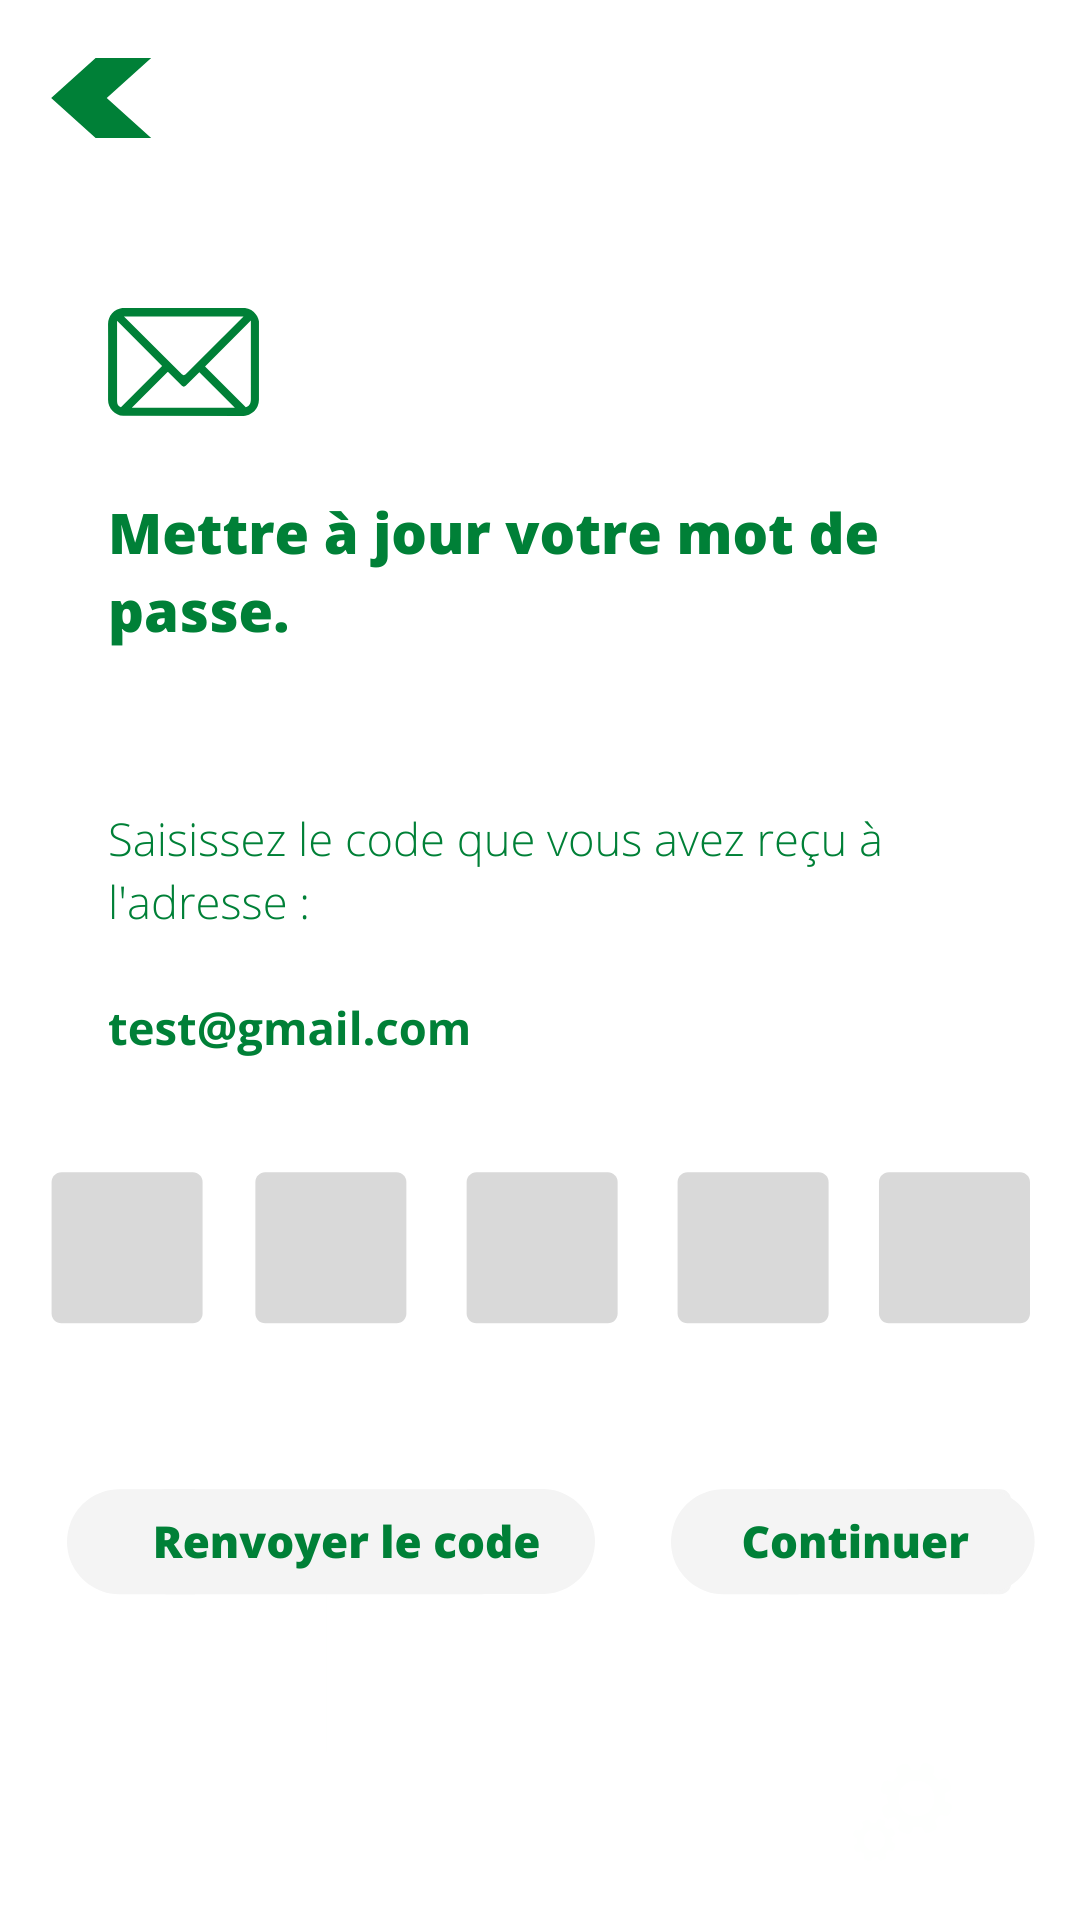 Mettre à jour votre mot de
passe.
Saisissez le code que vous avez reçu à
l'adresse :
test@gmail.com
Renvoyer le code
Continuer